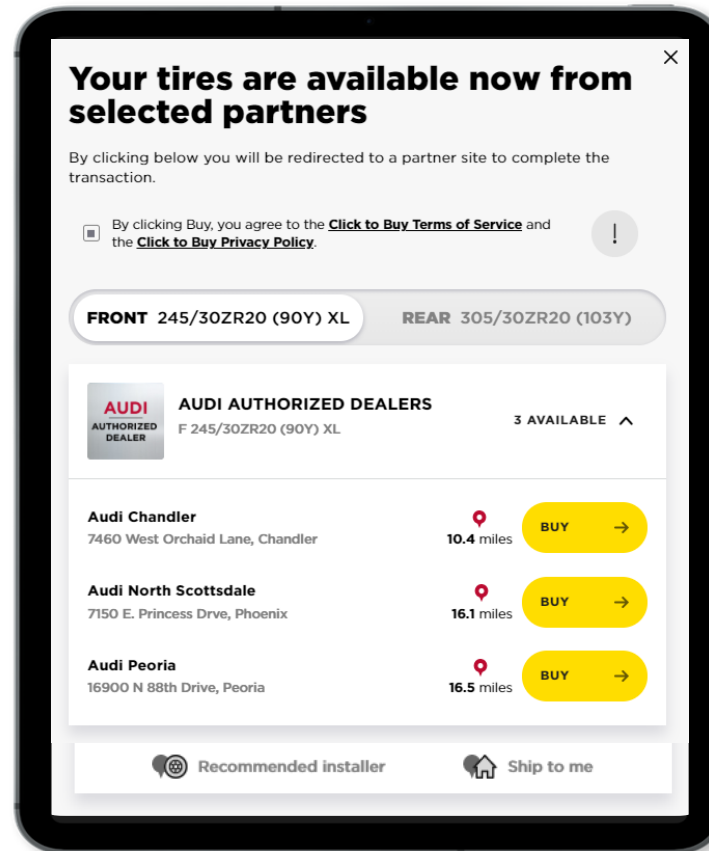 Your tires are available now from
selected partners
By clicking below you will be redirected to a partner site to complete the
transaction.
By clicking Buy, you agree to the Click to Buy Terms of Service and
the Click to Buy Privacy Policy.
!
FRONT 245/30ZR20 (90Y) XL
REAR 305/30ZR20 (103Y)
AUDI
AUTHORIZED
DEALER
AUDI AUTHORIZED DEALERS
F 245/30ZR20 (90Y) XL
3 AVAILABLE
Audi Chandler
7460 West Orchaid Lane, Chandler
10.4 miles
BUY
Audi North Scottsdale
7150 E. Princess Drve, Phoenix
16.1 miles
BUY
Audi Peoria
16900 N 88th Drive, Peoria
16.5 miles
BUY
Recommended installer
Ship to me